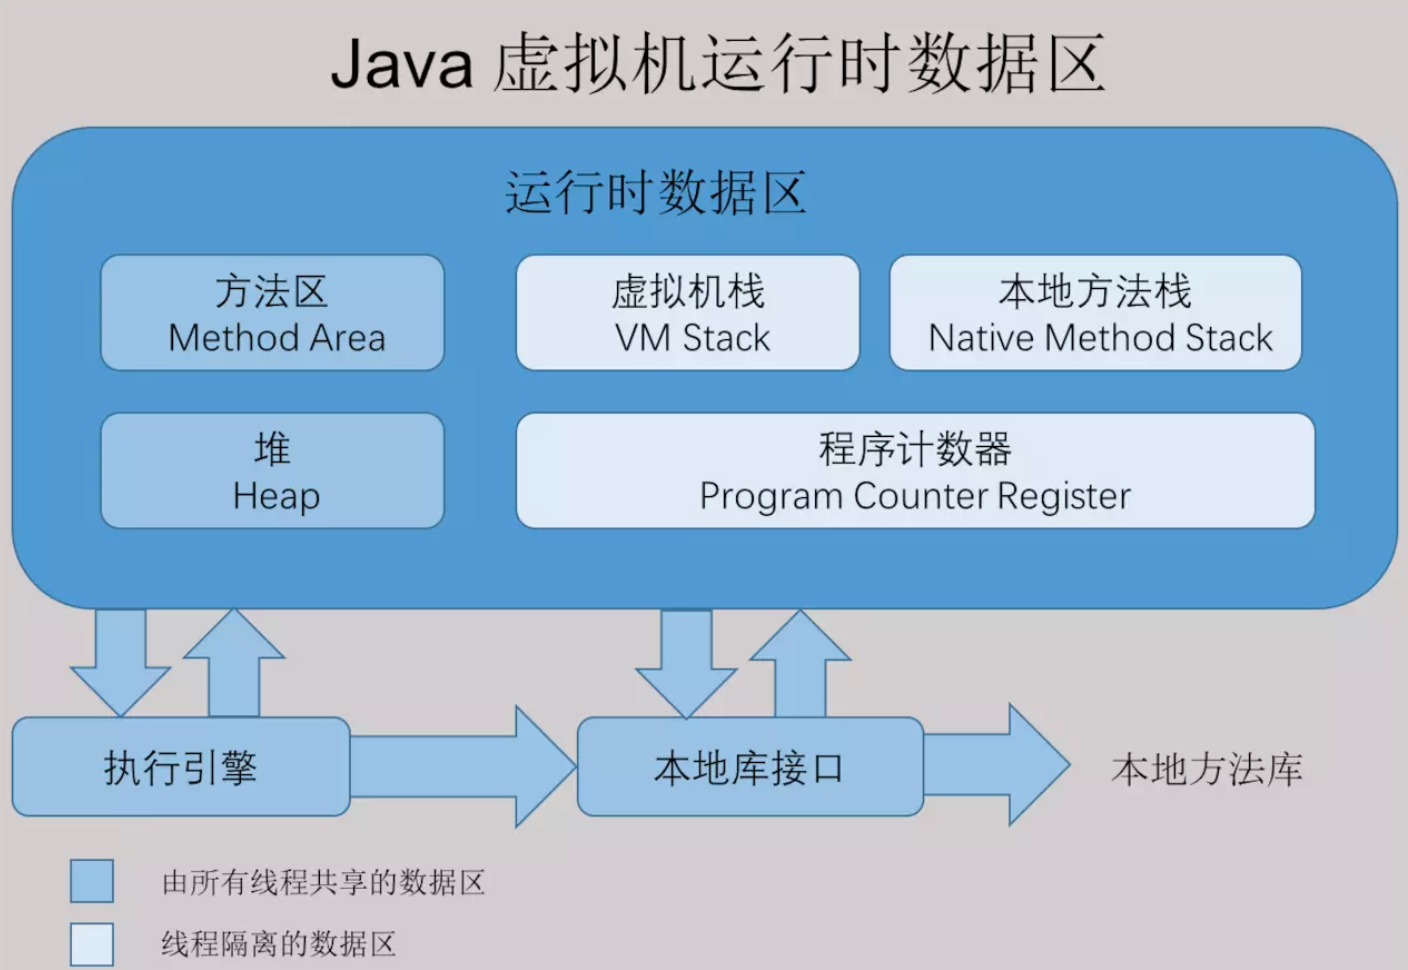 Java 虚拟机运行时数据区
运行时数据区
方法区
Method Area
虚拟机栈
VM Stack
本地方法栈
Native Method Stack
堆
Heap
程序计数器
Program Counter Register
执行引擎
本地库接口
本地方法库
由所有线程共享的数据区
线程隔离的数据区